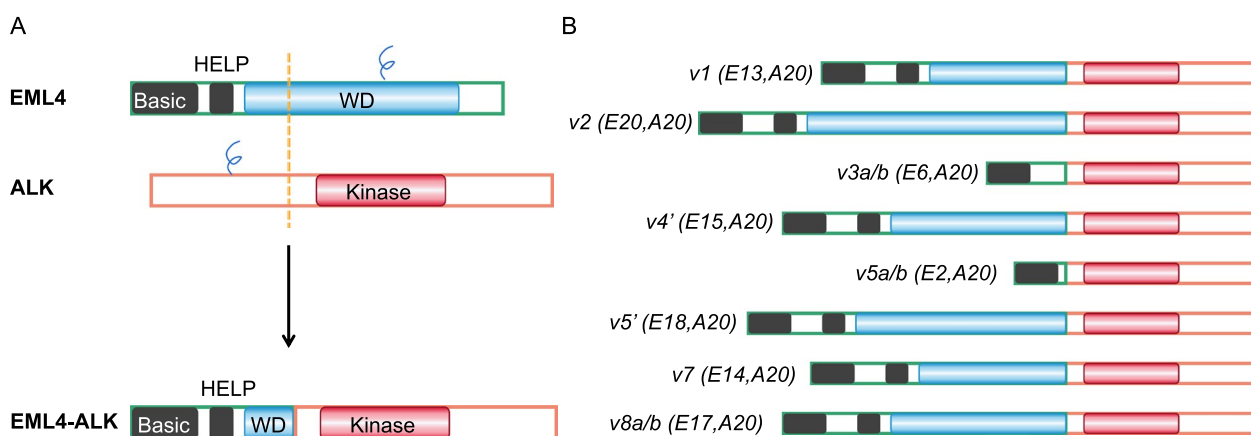 A
HELP
EML4
Basic
WD
ALK
Kinase
HELP
EML4-ALK
Basic
WD
Kinase
B
v1 (E13,A20)
v2 (E20,A20)
v3a/b (E6,A20)
v4’ (E15,A20)
v5a/b (E2,A20)
v5’ (E18,A20)
v7 (E14,A20)
v8a/b (E17,A20)